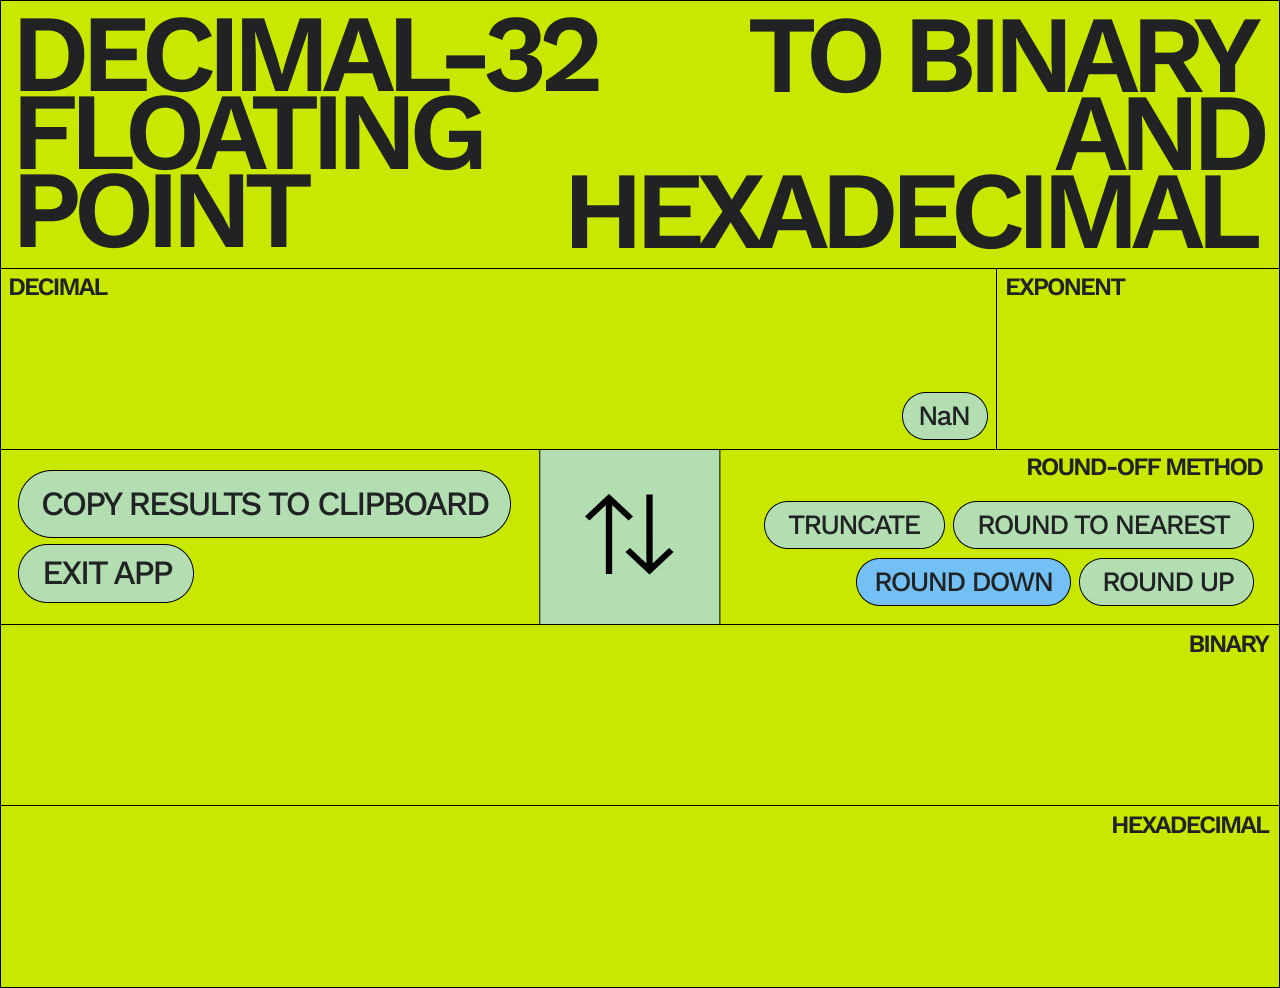 DECIMAL-32
FLOATING
POINT
TO BINARY
AND
HEXADECIMAL
DECIMAL
EXPONENT
NaN
COPY RESULTS TO CLIPBOARD
EXIT APP
ROUND-OFF METHOD
TRUNCATE
ROUND TO NEAREST
ROUND DOWN
ROUND UP
BINARY
HEXADECIMAL